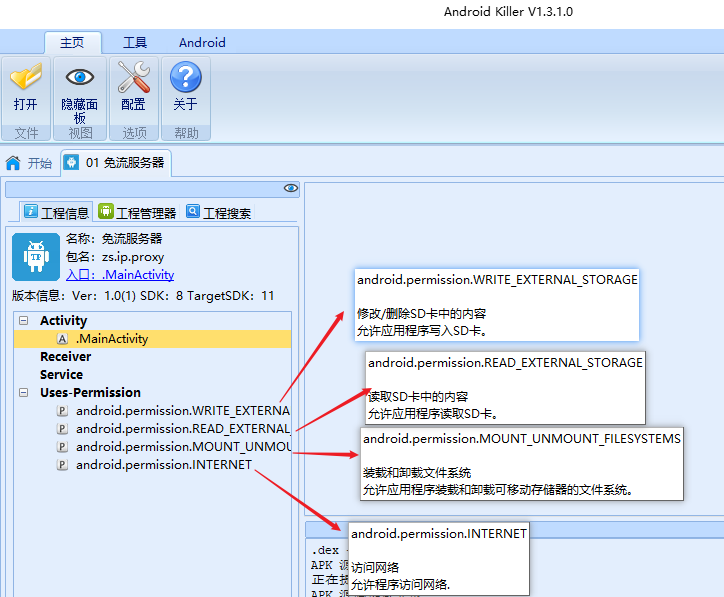 Android Killer V1.3.1.0
主页 工具 Android
打开 隐藏面板 配置 关于
文件 视图 选项 帮助
开始 01 免流服务器
工程信息 工程管理器 工程搜索
名称: 免流服务器
包名: zs.ip.proxy
入口: .MainActivity
版本信息: Ver: 1.0(1) SDK: 8 TargetSDK: 11
Activity
.MainActivity
Receiver
Service
Uses-Permission
android.permission.WRITE_EXTERNA
android.permission.READ_EXTERNAL_
android.permission.MOUNT_UNMOU
android.permission.INTERNET
android.permission.WRITE_EXTERNAL_STORAGE
修改/删除SD卡中的内容
允许应用程序写入SD卡。
android.permission.READ_EXTERNAL_STORAGE
读取SD卡中的内容
允许应用程序读取SD卡。
android.permission.MOUNT_UNMOUNT_FILESYSTEMS
装载和卸载文件系统
允许应用程序装载和卸载可移动存储器的文件系统。
android.permission.INTERNET
访问网络
允许程序访问网络.
.dex
APK 源
正在
APK